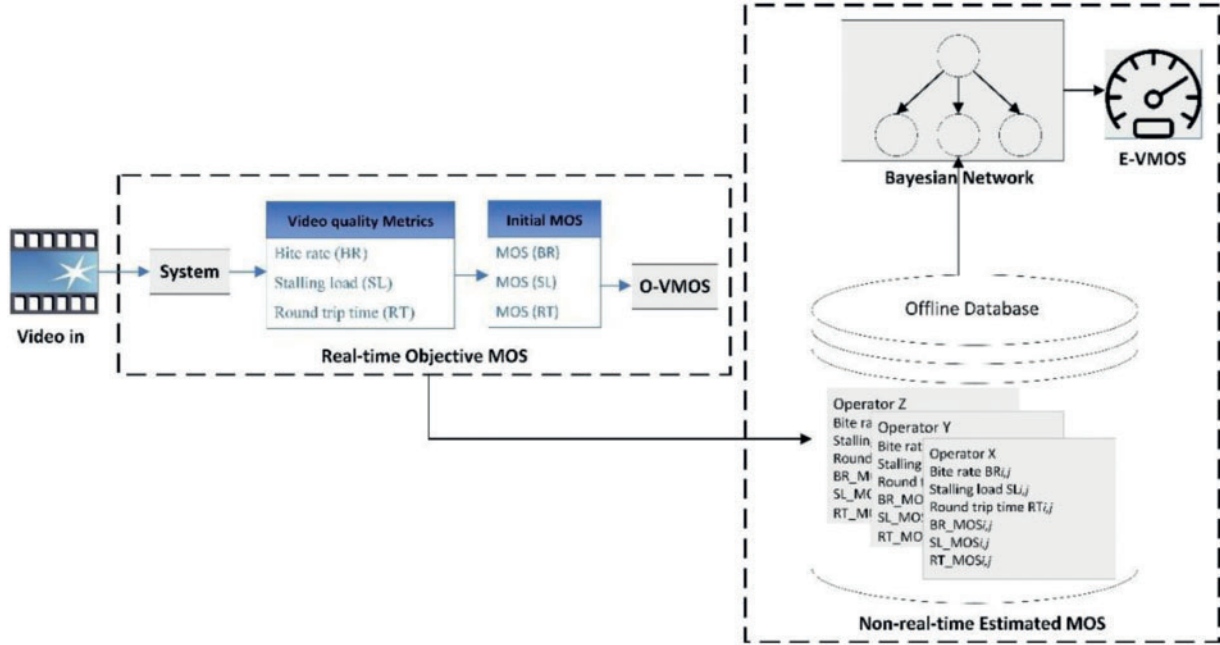 Video in
System
Video quality Metrics
Bite rate (BR)
Stalling load (SL)
Round trip time (RT)
Initial MOS
MOS (BR)
MOS (SL)
MOS (RT)
O-VMOS
Real-time Objective MOS
Bayesian Network
E-VMOS
Offline Database
Operator Z
Bite ra
Stalling
Round
BR_M
SL_MO
RT_M
Operator Y
Bite rat
Stalling
Round t
BR_MO
SL_MOS
RT_MO
Operator X
Bite rate BRi,j
Stalling load SLi,j
Round trip time RTi,j
BR_MOSi,j
SL_MOSi,j
RT_MOSi,j
Non-real-time Estimated MOS